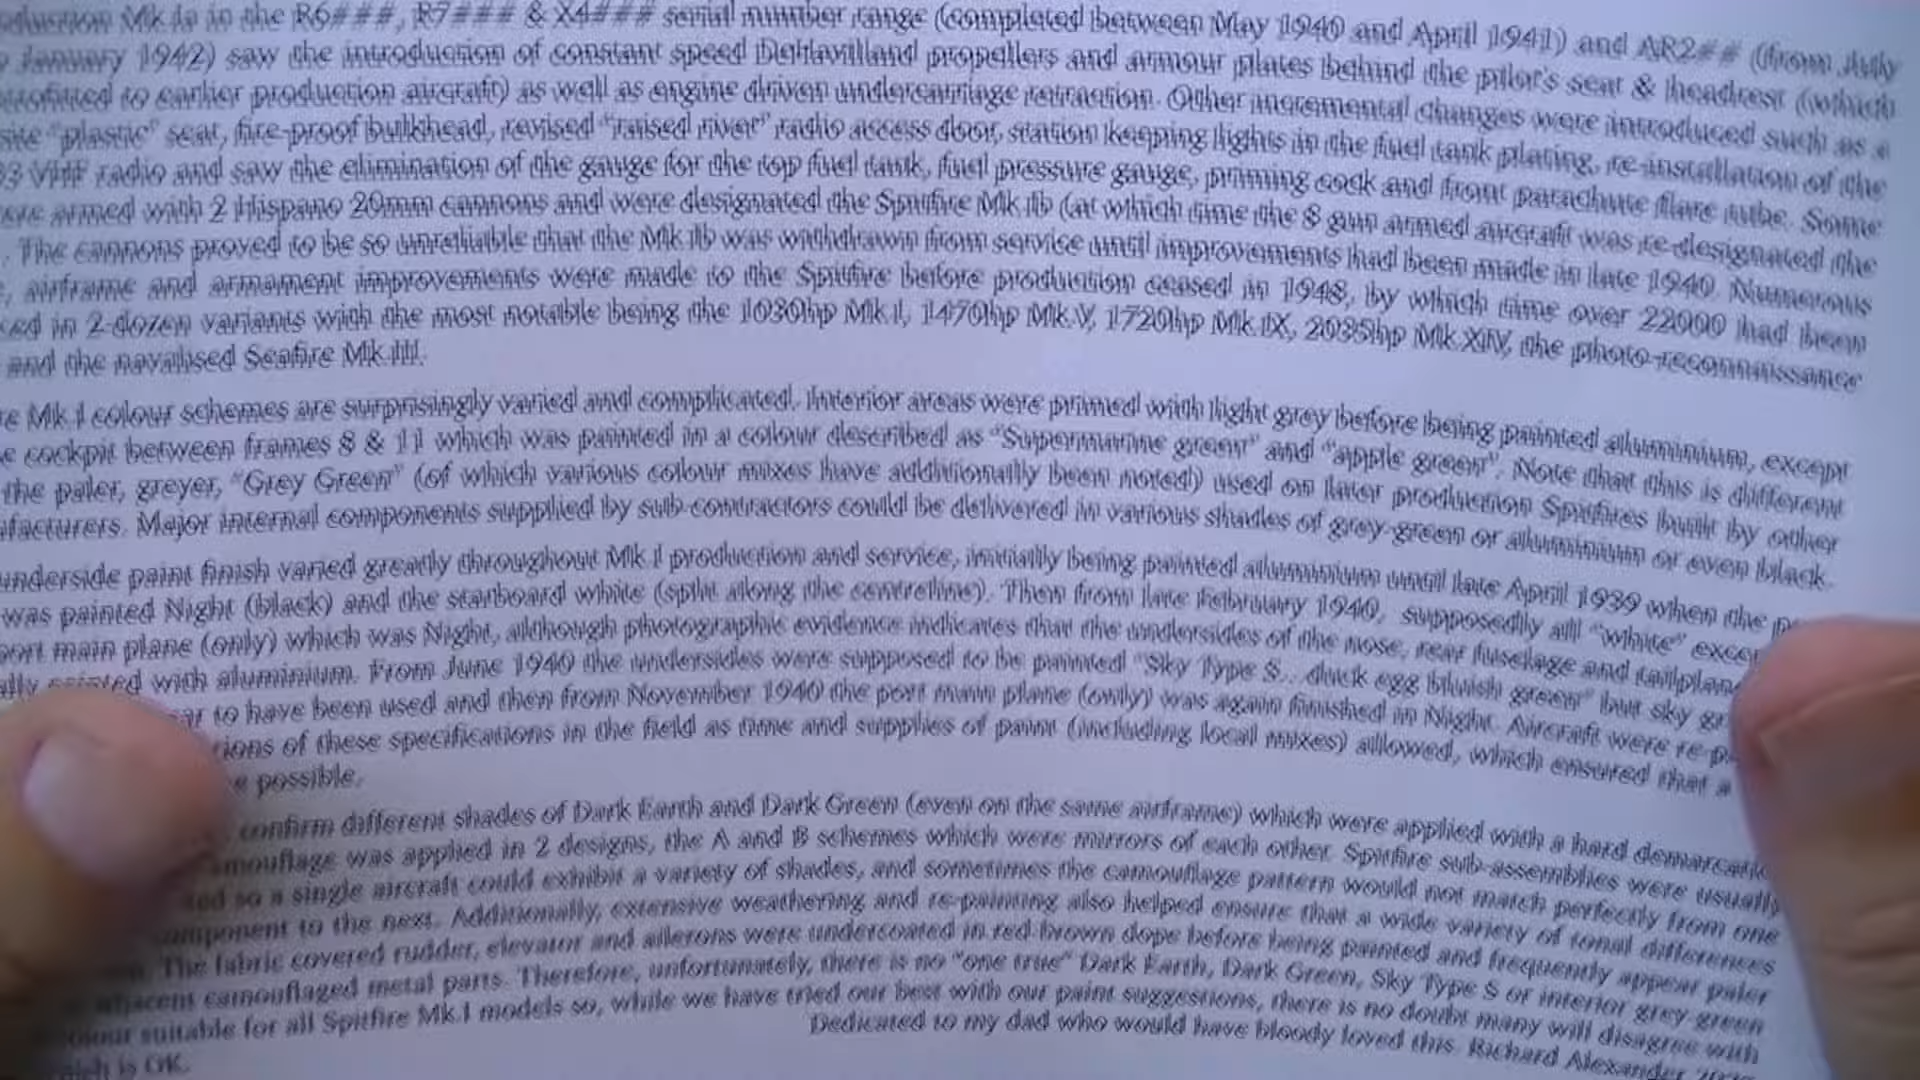 Mk Ia in the R6###, R7### & X4### serial number range (completed between May 1940 and April 1941) and AR2## (from July
January 1942) saw the introduction of constant speed DeHavilland propellers and armour plates behind the pilot's seat & headrest (which
to earlier production aircraft) as well as engine driven undercarriage retraction. Other incremental changes were introduced such as a
"plastic" seat, fire-proof bulkhead, revised "raised rivet" radio access door, station keeping lights in the fuel tank plating, re-installation of the
VHF radio and saw the elimination of the gauge for the top fuel tank, fuel pressure gauge, priming cock and front parachute flare tube. Some
armed with 2 Hispano 20mm cannons and were designated the Spitfire Mk Ib (at which time the 8 gun armed aircraft was re-designated the
. The cannons proved to be so unreliable that the Mk Ib was withdrawn from service until improvements had been made in late 1940. Numerous
, airframe and armament improvements were made to the Spitfire before production ceased in 1948, by which time over 22000 had been
in 2-dozen variants with the most notable being the 1030hp Mk.I, 1470hp Mk.V, 1720hp Mk.IX, 2035hp Mk.XIV, the photo-reconnaissance
and the navalised Seafire Mk.III.
Mk I colour schemes are surprisingly varied and complicated. Interior areas were primed with light grey before being painted aluminium, except
cockpit between frames 8 & 11 which was painted in a colour described as "Supermarine green" and "apple green". Note that this is different
the paler, greyer, "Grey Green" (of which various colour mixes have additionally been noted) used on later production Spitfires built by other
Major internal components supplied by sub-contractors could be delivered in various shades of grey-green or aluminium or even black.
underside paint finish varied greatly throughout Mk I production and service, initially being painted aluminium until late April 1939 when the
was painted Night (black) and the starboard white (split along the centreline). Then from late February 1940, supposedly all "white"
main plane (only) which was Night, although photographic evidence indicates that the undersides of the nose, rear fuselage and
with aluminium. From June 1940 the undersides were supposed to be painted "Sky Type S.. duck egg bluish green" but sky
to have been used and then from November 1940 the port main plane (only) was again finished in Night. Aircraft were
of these specifications in the field as time and supplies of paint (including local mixes) allowed, which ensured that a
possible.
confirm different shades of Dark Earth and Dark Green (even on the same airframe) which were applied with a hard
was applied in 2 designs, the A and B schemes which were mirrors of each other. Spitfire sub-assemblies were usually
so a single aircraft could exhibit a variety of shades, and sometimes the camouflage pattern would not match perfectly from one
component to the next. Additionally, extensive weathering and re-painting also helped ensure that a wide variety of tonal differences
The fabric covered rudder, elevator and ailerons were undercoated in red-brown dope before being painted and frequently appear paler
adjacent camouflaged metal parts. Therefore, unfortunately, there is no "one true" Dark Earth, Dark Green, Sky Type S or interior grey-green
suitable for all Spitfire Mk.I models so, while we have tried our best with our paint suggestions, there is no doubt many will disagree with
is OK.
Dedicated to my dad who would have bloody loved this. Richard Alexander